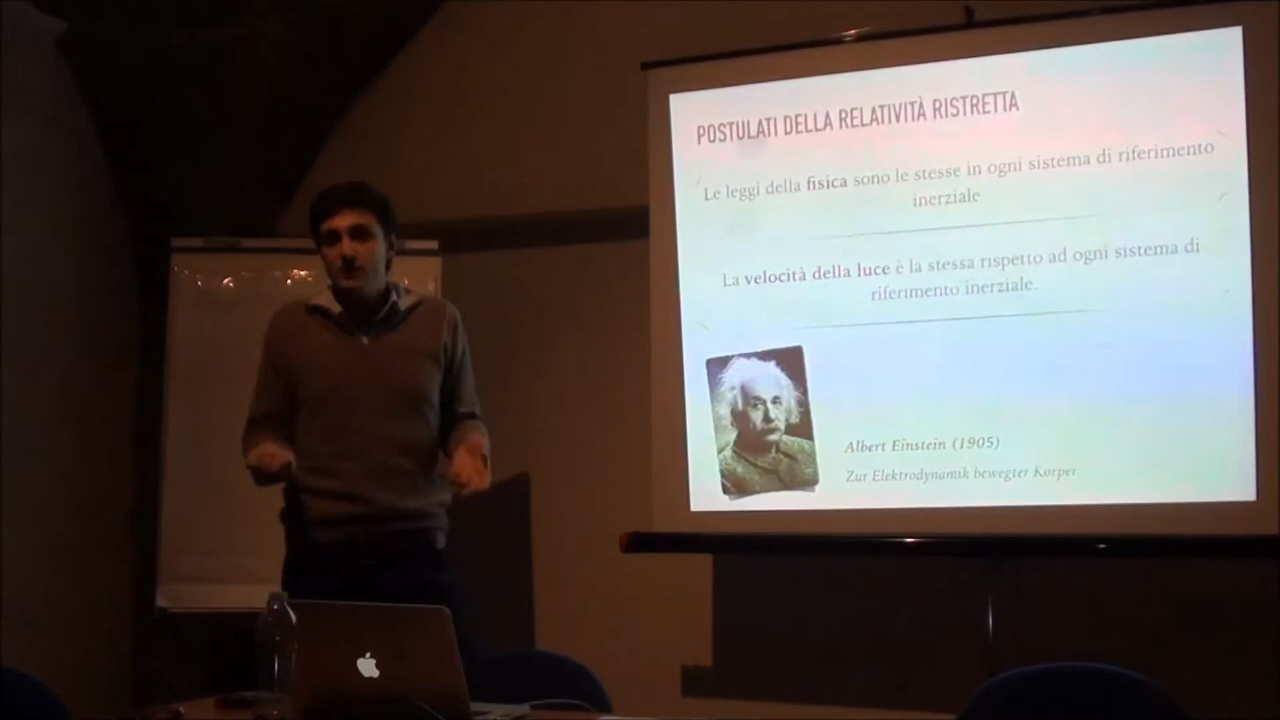 POSTULATI DELLA RELATIVITÀ RISTRETTA
Le leggi della fisica sono le stesse in ogni sistema di riferimento
inerziale
La velocità della luce è la stessa rispetto ad ogni sistema di
riferimento inerziale.
Albert Einstein (1905)
Zur Elektrodynamik bewegter Korper